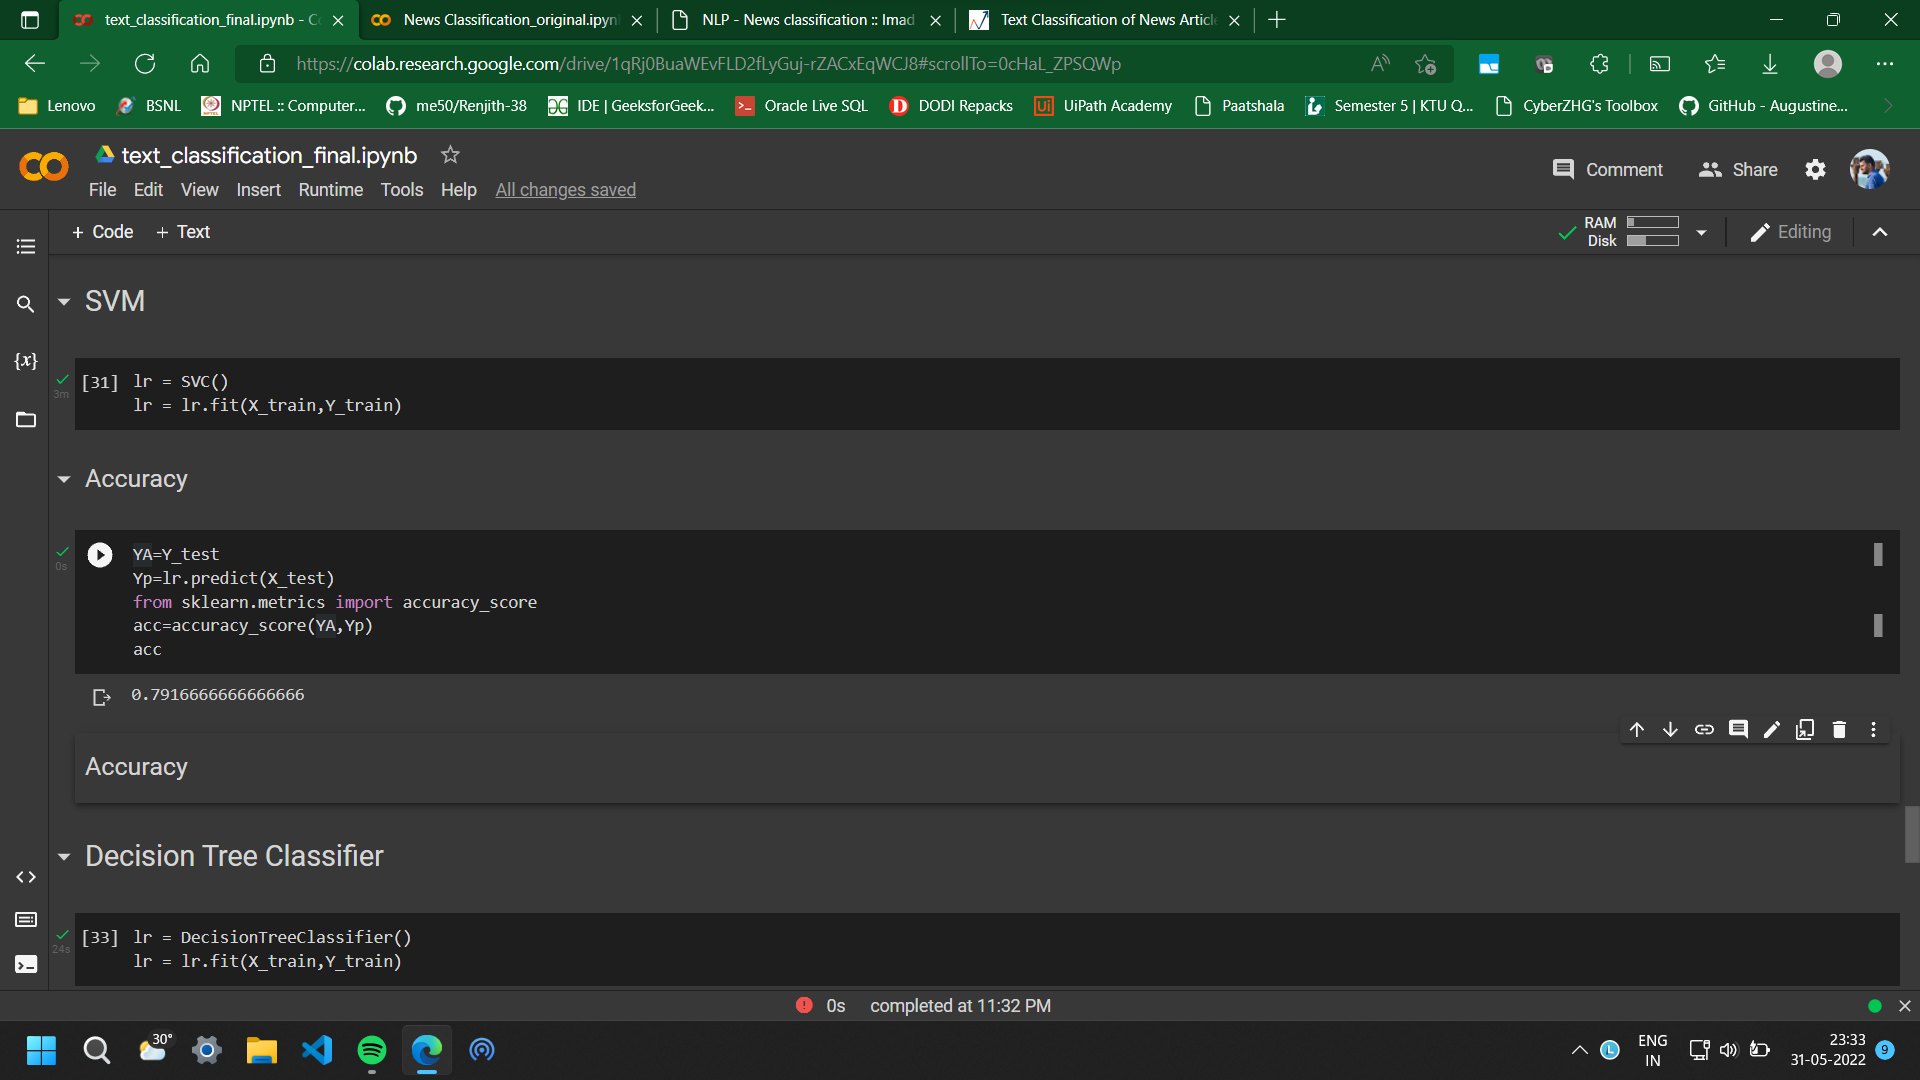 text_classification_final.ipynb - Co
News Classification_original.ipyn
NLP - News classification :: Imad
Text Classification of News Article
https://colab.research.google.com/drive/1qRj0BuaWEvFLD2fLyGuj-rZACxEqWCJ8#scrollTo=0cHaL_ZPSQWp
Lenovo
BSNL
NPTEL :: Computer...
me50/Renjith-38
IDE | GeeksforGeek...
Oracle Live SQL
DODI Repacks
UiPath Academy
Paatshala
Semester 5 | KTU Q...
CyberZHG's Toolbox
GitHub - Augustine...
text_classification_final.ipynb
File Edit View Insert Runtime Tools Help All changes saved
Comment
Share
+ Code + Text
RAM
Disk
Editing
SVM
{x}
3m
[31] lr = SVC()
lr = lr.fit(X_train,Y_train)
Accuracy
0s
YA=Y_test
Yp=lr.predict(X_test)
from sklearn.metrics import accuracy_score
acc=accuracy_score(YA,Yp)
acc
0.7916666666666666
Accuracy
Decision Tree Classifier
24s
[33] lr = DecisionTreeClassifier()
lr = lr.fit(X_train,Y_train)
0s completed at 11:32 PM
30°
ENG
IN
23:33
31-05-2022
9